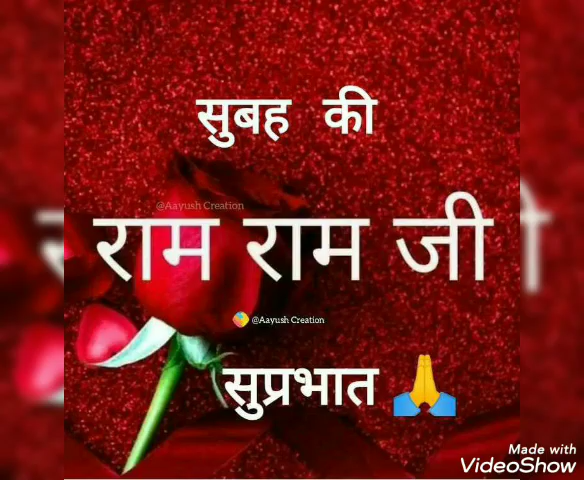 सुबह की
@Aayush Creation
राम राम जी
@Aayush Creation
सुप्रभात 🙏
Made with
VideoShow